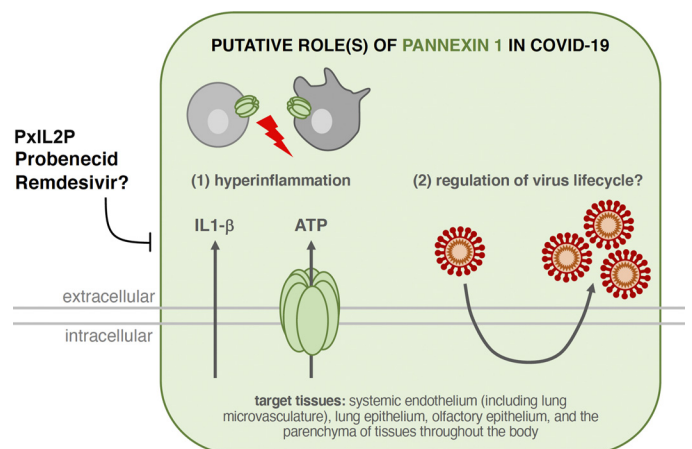 PUTATIVE ROLE(S) OF PANNEXIN 1 IN COVID-19
PxIL2P
Probenecid
Remdesivir?
(1) hyperinflammation
(2) regulation of virus lifecycle?
IL1-β
ATP
extracellular
intracellular
target tissues: systemic endothelium (including lung
microvasculature), lung epithelium, olfactory epithelium, and the
parenchyma of tissues throughout the body